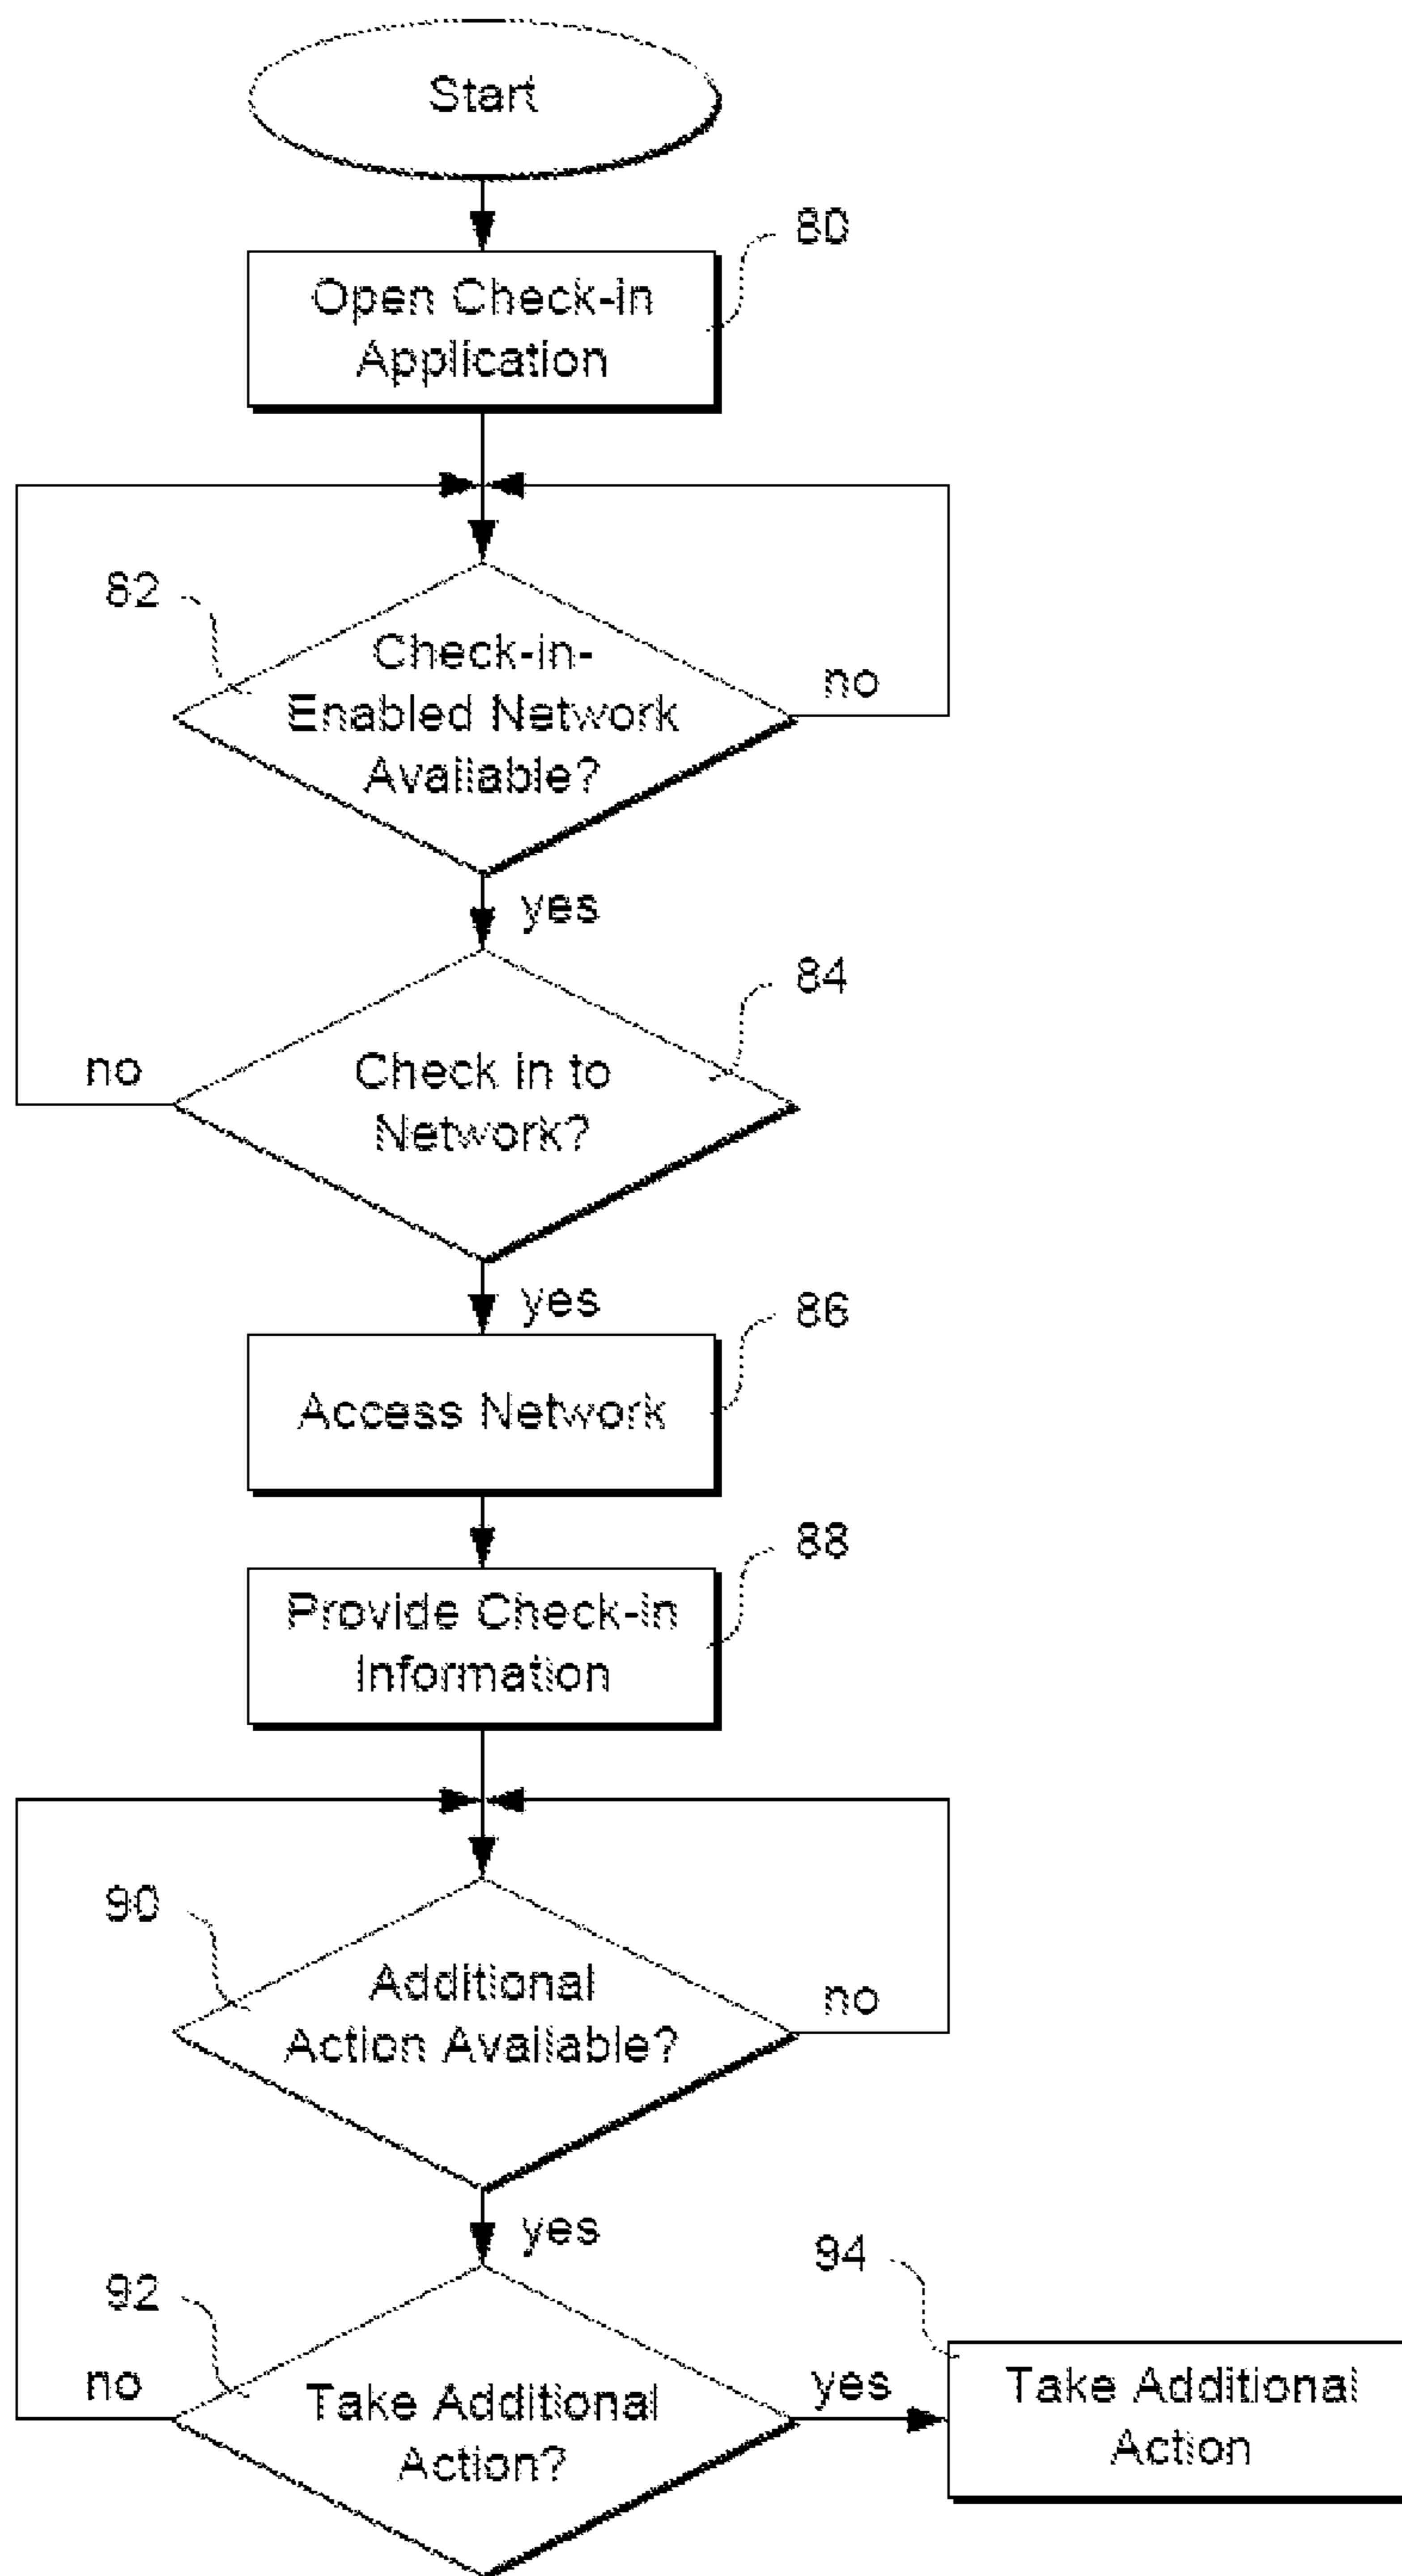 Start
80
Open Check-in
Application
82
Check-in-
Enabled Network
Available?
no
yes
84
no
Check in to
Network?
yes
86
Access Network
88
Provide Check-in
Information
90
Additional
Action Available?
no
yes
92
94
no
Take Additional
Action?
yes
Take Additional
Action